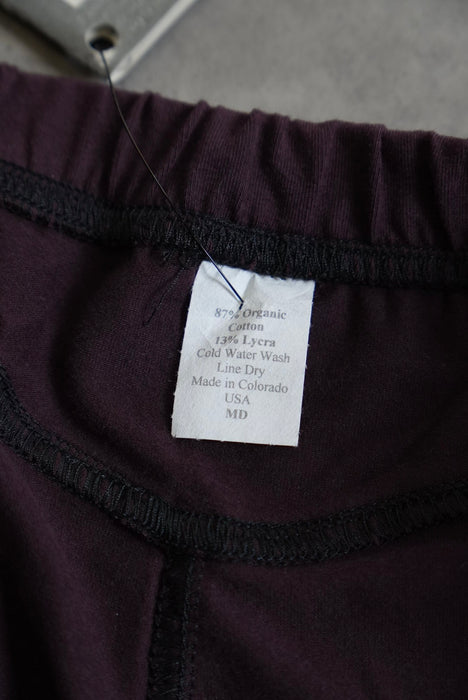 87% Organic
Cotton
13% Lycra
Cold Water Wash
Line Dry
Made in Colorado
USA
MD